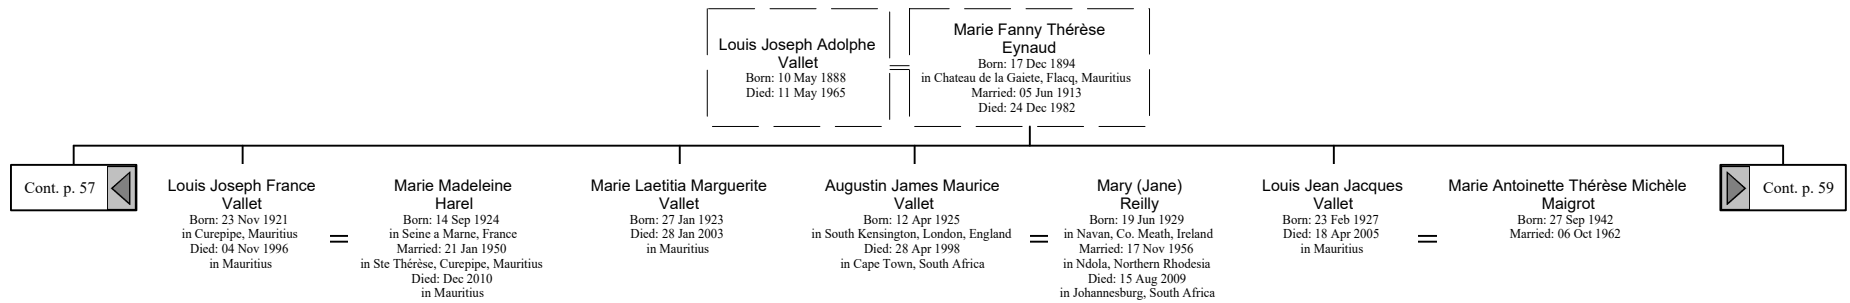 Louis Joseph Adolphe
Vallet
Born: 10 May 1888
Died: 11 May 1965
Marie Fanny Thérèse
Eynaud
Born: 17 Dec 1894
in Chateau de la Gaiete, Flacq, Mauritius
Married: 05 Jun 1913
Died: 24 Dec 1982
Cont. p. 57
Louis Joseph France
Vallet
Born: 23 Nov 1921
in Curepipe, Mauritius
Died: 04 Nov 1996
in Mauritius
Marie Madeleine
Harel
Born: 14 Sep 1924
in Seine a Marne, France
Married: 21 Jan 1950
in Ste Thérèse, Curepipe, Mauritius
Died: Dec 2010
in Mauritius
Marie Laetitia Marguerite
Vallet
Born: 27 Jan 1923
Died: 28 Jan 2003
in Mauritius
Augustin James Maurice
Vallet
Born: 12 Apr 1925
in South Kensington, London, England
Died: 28 Apr 1998
in Cape Town, South Africa
Mary (Jane)
Reilly
Born: 19 Jun 1929
in Navan, Co. Meath, Ireland
Married: 17 Nov 1956
in Ndola, Northern Rhodesia
Died: 15 Aug 2009
in Johannesburg, South Africa
Louis Jean Jacques
Vallet
Born: 23 Feb 1927
Died: 18 Apr 2005
in Mauritius
Marie Antoinette Thérèse Michèle
Maigrot
Born: 27 Sep 1942
Married: 06 Oct 1962
Cont. p. 59